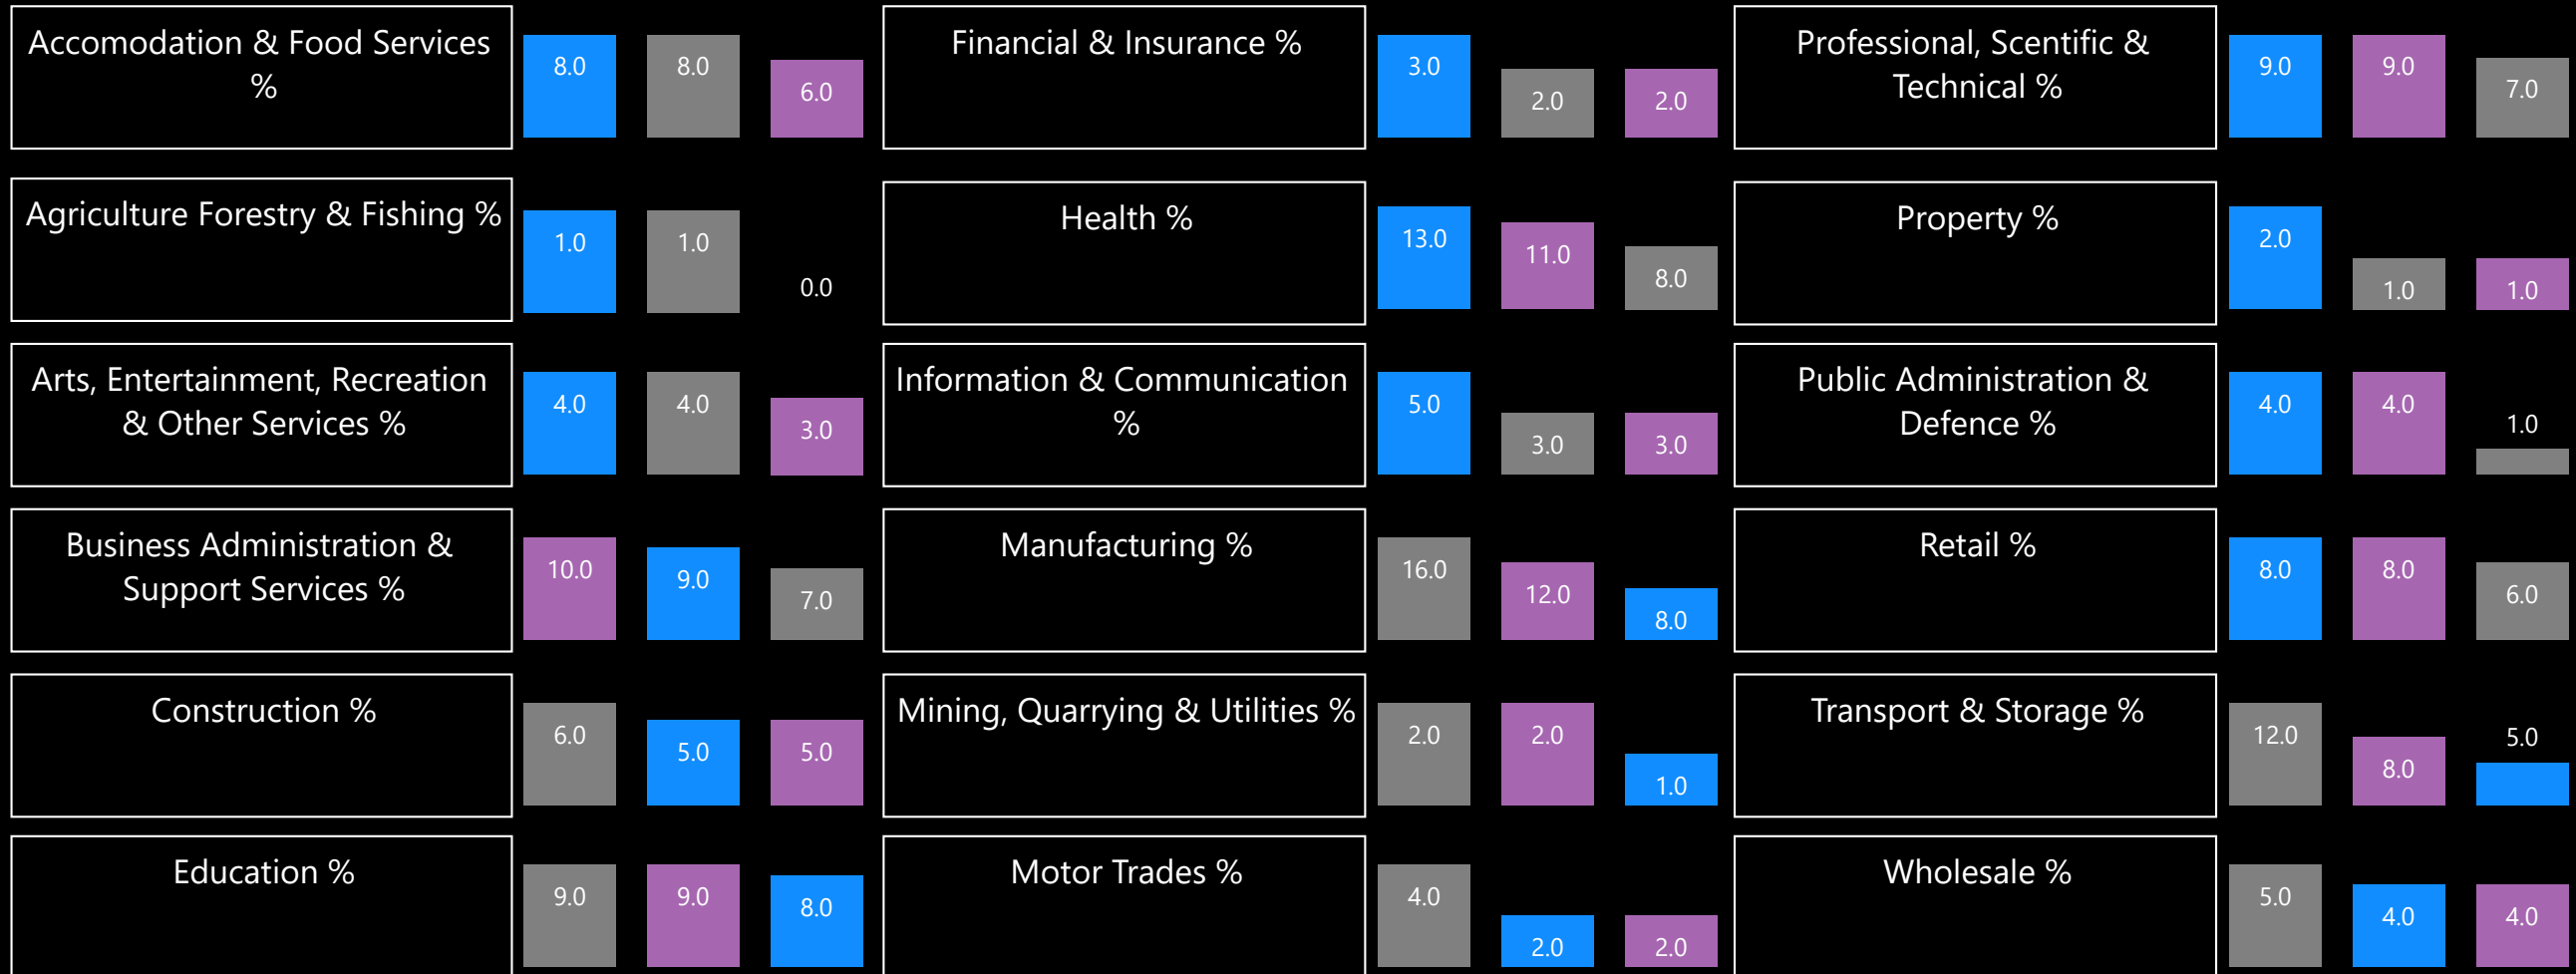 Accomodation & Food Services
%
8.0 8.0 6.0
Financial & Insurance %
3.0 2.0 2.0
Professional, Scentific &
Technical %
9.0 9.0 7.0
Agriculture Forestry & Fishing %
1.0 1.0 0.0
Health %
13.0 11.0 8.0
Property %
2.0 1.0 1.0
Arts, Entertainment, Recreation
& Other Services %
4.0 4.0 3.0
Information & Communication
%
5.0 3.0 3.0
Public Administration &
Defence %
4.0 4.0 1.0
Business Administration &
Support Services %
10.0 9.0 7.0
Manufacturing %
16.0 12.0 8.0
Retail %
8.0 8.0 6.0
Construction %
6.0 5.0 5.0
Mining, Quarrying & Utilities %
2.0 2.0 1.0
Transport & Storage %
12.0 8.0 5.0
Education %
9.0 9.0 8.0
Motor Trades %
4.0 2.0 2.0
Wholesale %
5.0 4.0 4.0